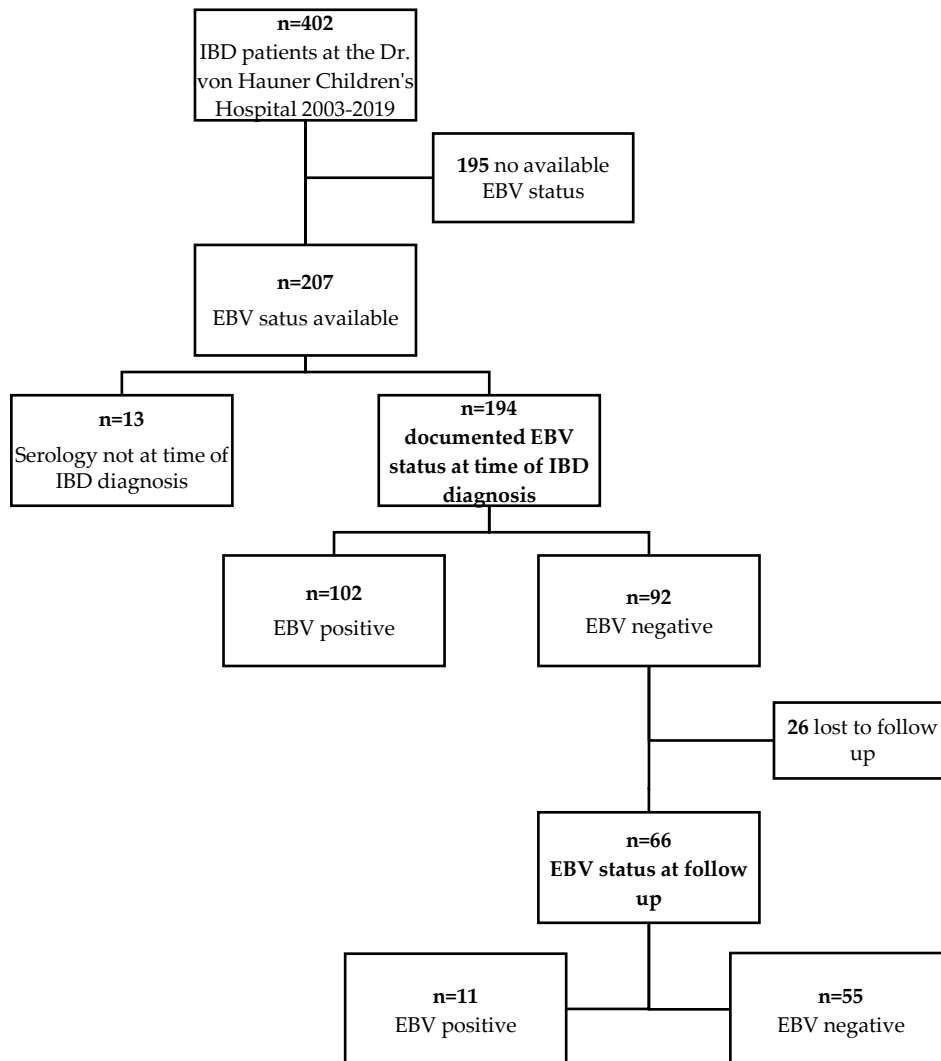 n=402
IBD patients at the Dr.
von Hauner Children's
Hospital 2003-2019
195 no available
EBV status
n=207
EBV satus available
n=13
Serology not at time of
IBD diagnosis
n=194
documented EBV
status at time of IBD
diagnosis
n=102
EBV positive
n=92
EBV negative
26 lost to follow
up
n=66
EBV status at follow
up
n=11
EBV positive
n=55
EBV negative